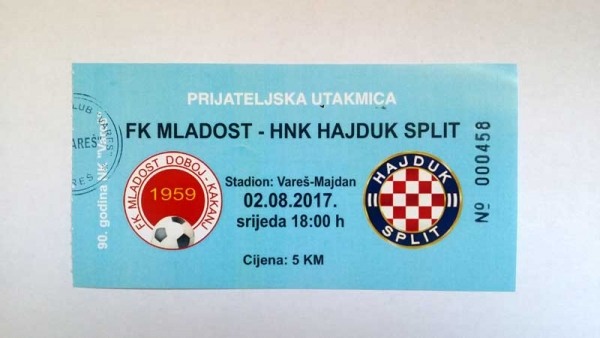 PRIJATELJSKA UTAKMICA
FK MLADOST - HNK HAJDUK SPLIT
Stadion: Vareš-Majdan
02.08.2017.
srijeda 18:00 h
Cijena: 5 KM
FK MLADOST DOBOJ - KAKANJ
1959
HAJDUK
SPLIT
Nº 000458
90. godina NK